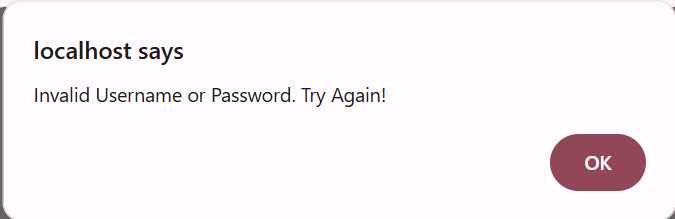 localhost says
Invalid Username or Password. Try Again!
OK